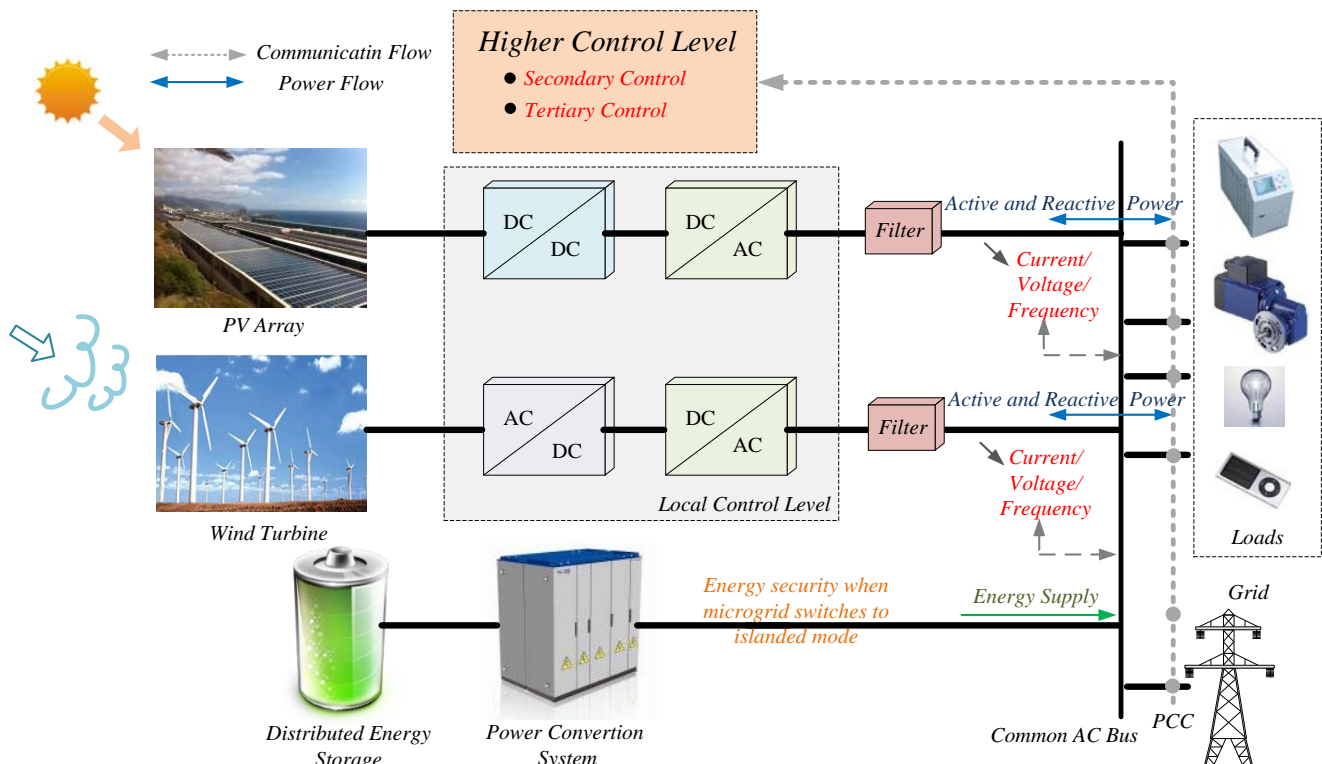 Communicatin Flow
Power Flow
Higher Control Level
Secondary Control
Tertiary Control
DC
DC
DC
AC
Filter
Active and Reactive Power
Current/
Voltage/
Frequency
PV Array
AC
DC
DC
AC
Filter
Active and Reactive Power
Current/
Voltage/
Frequency
Local Control Level
Wind Turbine
Loads
Energy security when
microgrid switches to
islanded mode
Energy Supply
Grid
Distributed Energy
Storage
Power Convertion
System
Common AC Bus
PCC